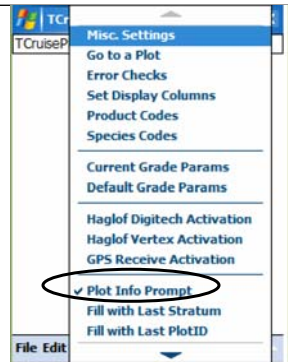 TCr
TCruiseP
Misc. Settings
Go to a Plot
Error Checks
Set Display Columns
Product Codes
Species Codes
Current Grade Params
Default Grade Params
Haglof Digitech Activation
Haglof Vertex Activation
GPS Receive Activation
✓ Plot Info Prompt
Fill with Last Stratum
Fill with Last PlotID
File Edit